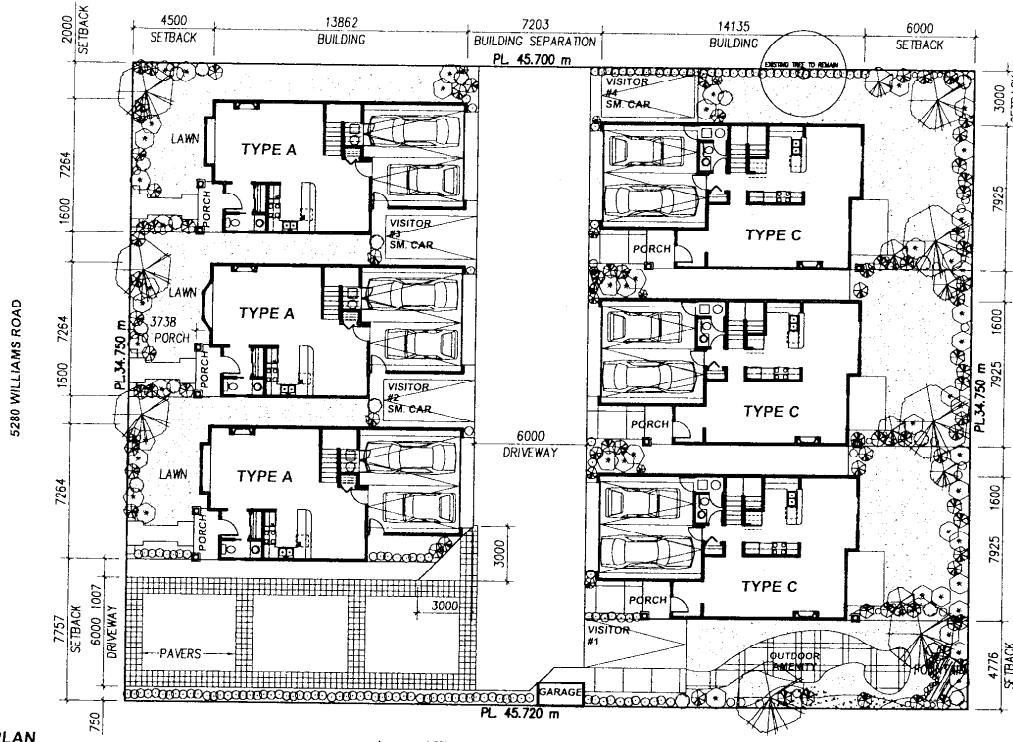 4500
13862
7203
14135
6000
2000
SETBACK
SETBACK
BUILDING
BUILDING SEPARATION
BUILDING
SETBACK
PL 45.700 m
EXISTING TREE TO REMAIN
VISITOR
#4
SM. CAR
3000
LAWN
TYPE A
7264
PORCH
1600
VISITOR
#3
SM. CAR
TYPE C
PORCH
7925
LAWN
TYPE A
3738
PORCH
PORCH
7264
PL 34.750 m
5280 WILLIAMS ROAD
1500
VISITOR
#2
SM. CAR
1600
7925
TYPE C
PORCH
PL 34.750 m
6000
DRIVEWAY
LAWN
TYPE A
7264
PORCH
3000
3000
1600
7925
TYPE C
PORCH
VISITOR
#1
7757
SETBACK
6000 1007
DRIVEWAY
PAVERS
OUTDOOR
AMENITY
4776
SETBACK
GARAGE
750
PL 45.720 m
PLAN